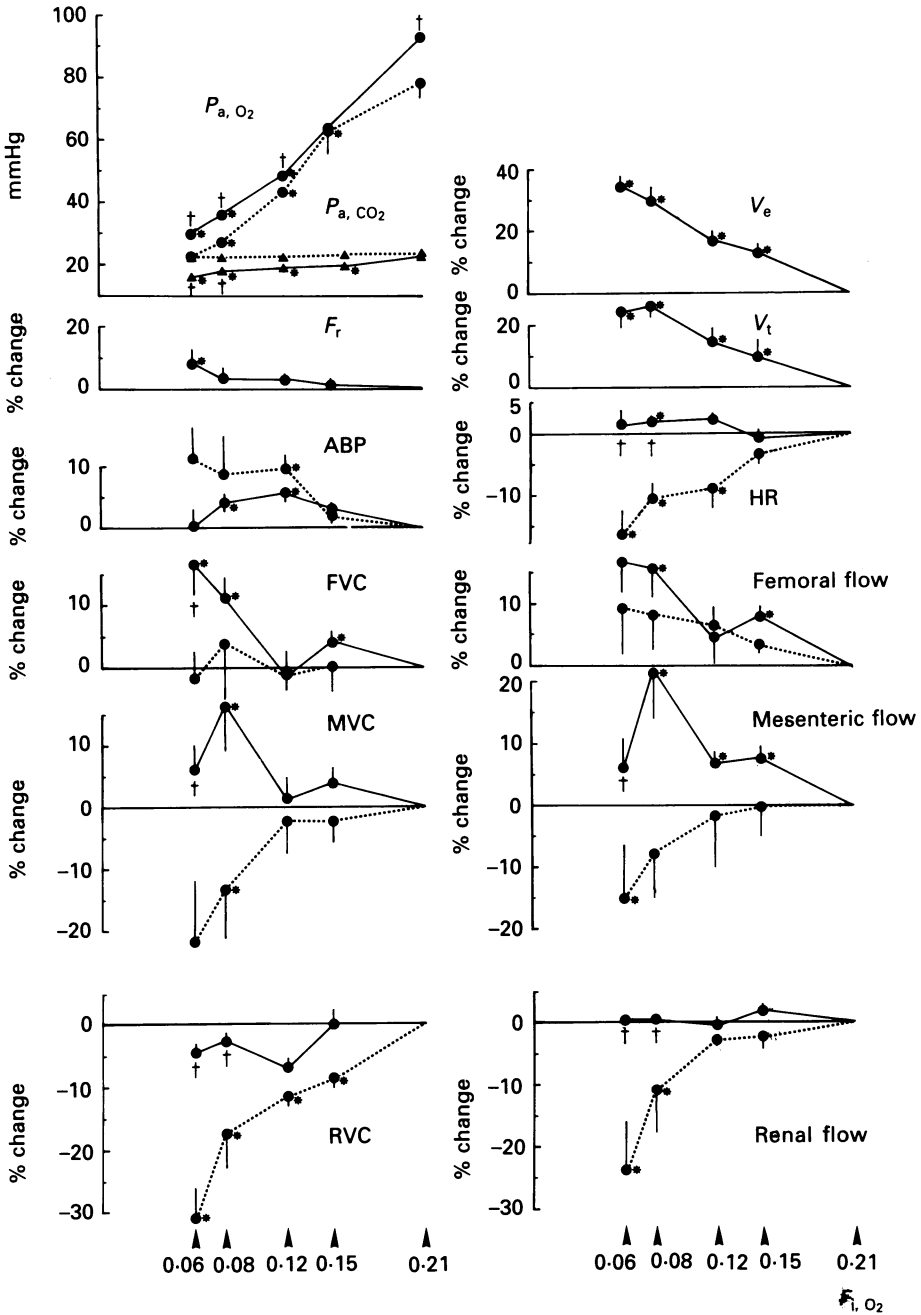 mmHg
100
80
60
40
20
†
Pa, O2
Pa, CO2
% change
20
0
Fr
% change
10
0
ABP
% change
10
0
FVC
% change
10
0
-10
-20
MVC
% change
0
-10
-20
-30
RVC
0·06 0·08 0·12 0·15 0·21
% change
40
20
0
Ve
% change
20
0
Vt
% change
5
0
-10
HR
% change
10
0
Femoral flow
% change
20
10
0
-10
-20
Mesenteric flow
% change
0
-10
-20
-30
Renal flow
0·06 0·08 0·12 0·15 0·21
Fi, O2